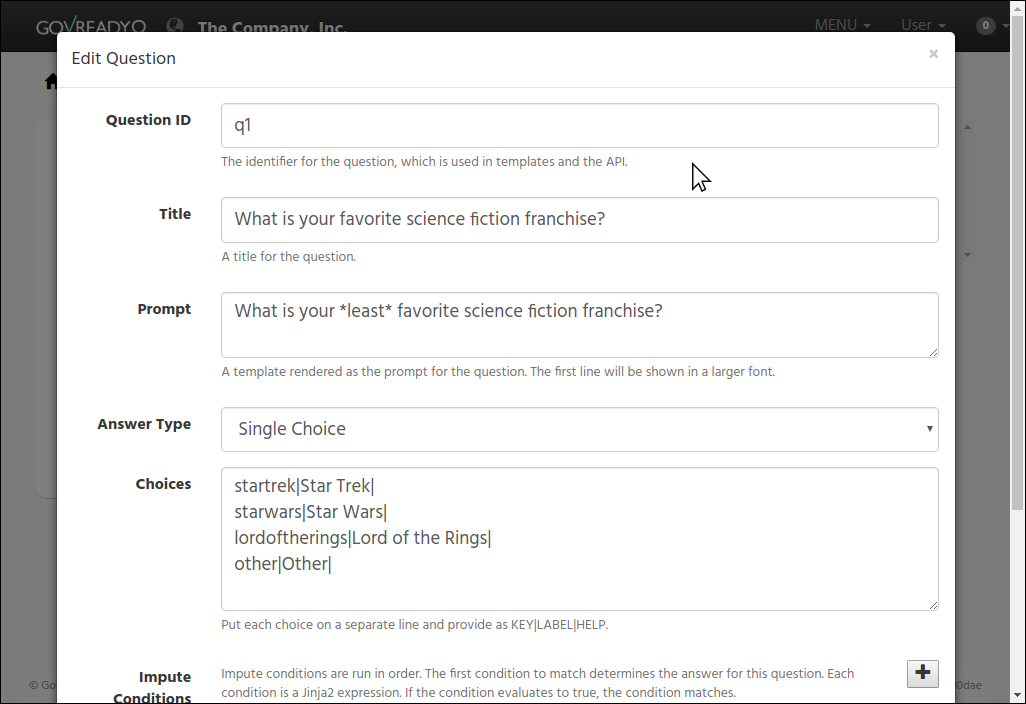 GOVREADYQ The Company, Inc. MENU User 0
Edit Question ×
Question ID q1
The identifier for the question, which is used in templates and the API.
Title What is your favorite science fiction franchise?
A title for the question.
Prompt What is your *least* favorite science fiction franchise?
A template rendered as the prompt for the question. The first line will be shown in a larger font.
Answer Type Single Choice
Choices startrek|Star Trek|
starwars|Star Wars|
lordoftherings|Lord of the Rings|
other|Other|
Put each choice on a separate line and provide as KEY|LABEL|HELP.
Impute Conditions Impute conditions are run in order. The first condition to match determines the answer for this question. Each
condition is a Jinja2 expression. If the condition evaluates to true, the condition matches.
© Go